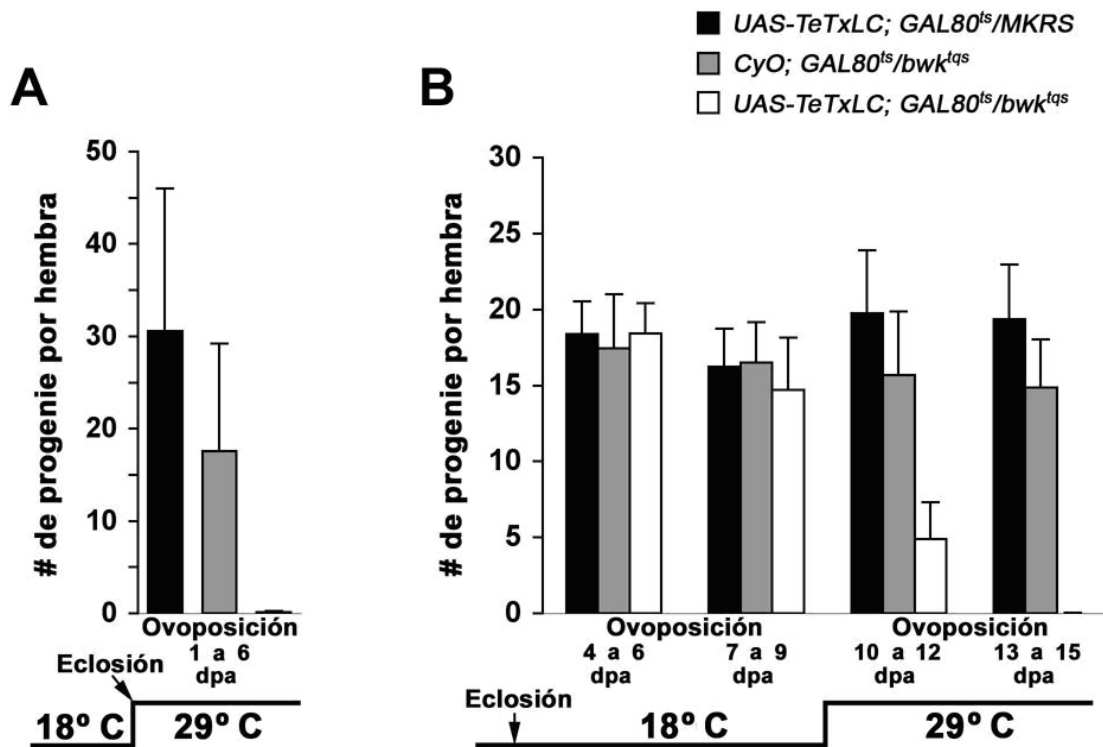 UAS-TeTxLC; GAL80ts/MKRS
CyO; GAL80ts/bwktqs
UAS-TeTxLC; GAL80ts/bwktqs
A
# de progenie por hembra
50
40
30
20
10
0
Ovoposición
1 a 6
dpa
Eclosión
18º C
29º C
B
# de progenie por hembra
30
25
20
15
10
5
0
Ovoposición
4 a 6
dpa
7 a 9
dpa
Ovoposición
10 a 12
dpa
13 a 15
dpa
Eclosión
18º C
29º C